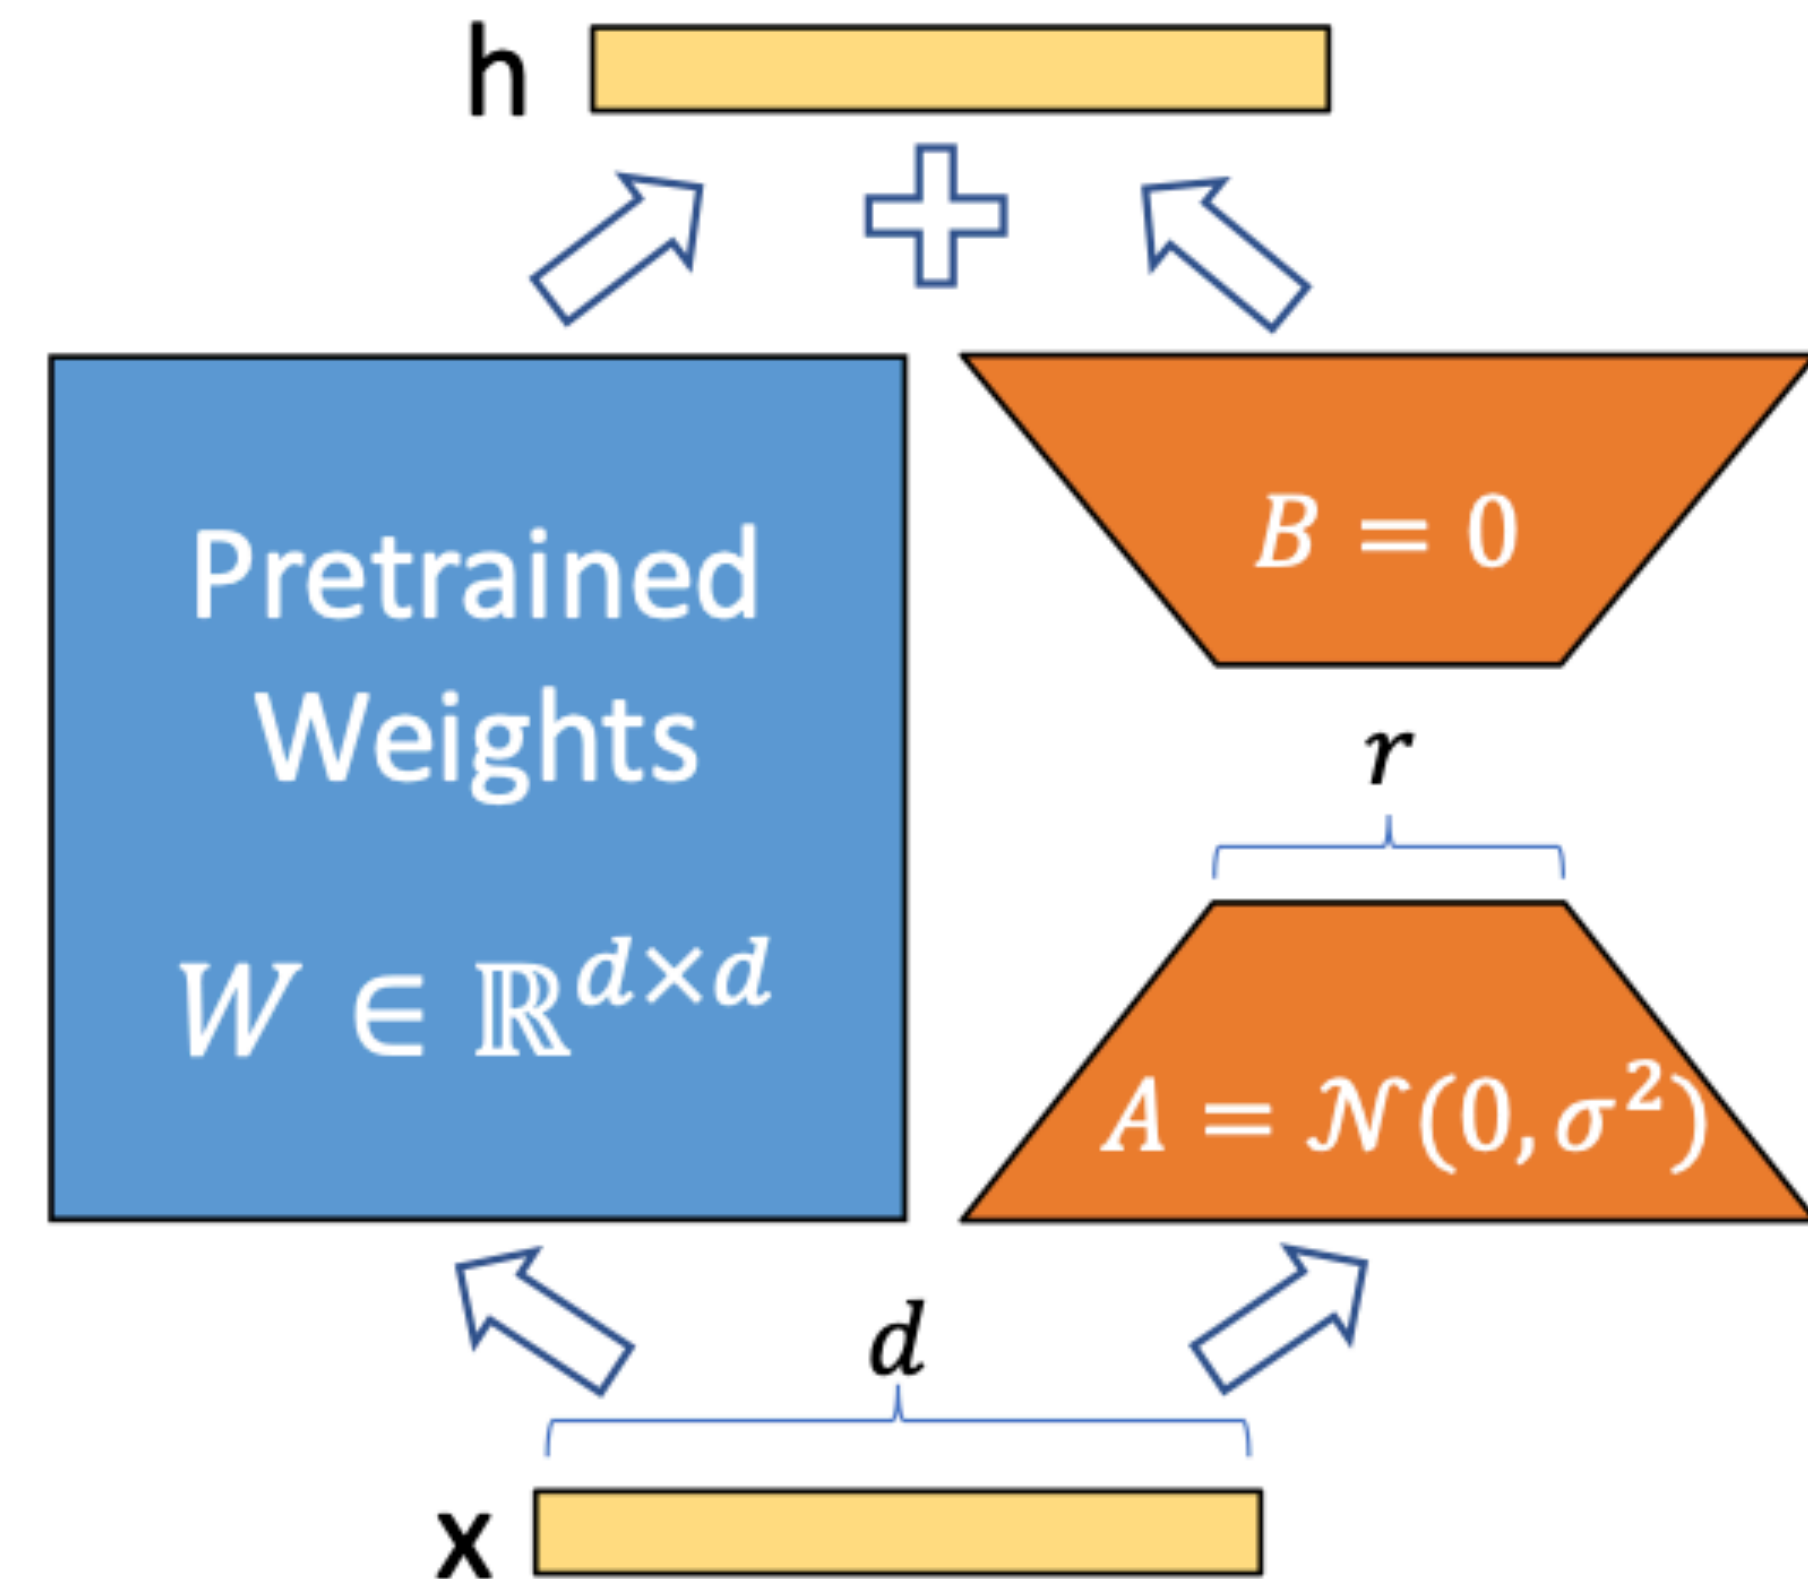 h
Pretrained
Weights
W ∈ ℝ^{d×d}
B = 0
r
A = 𝒩(0, σ²)
d
x